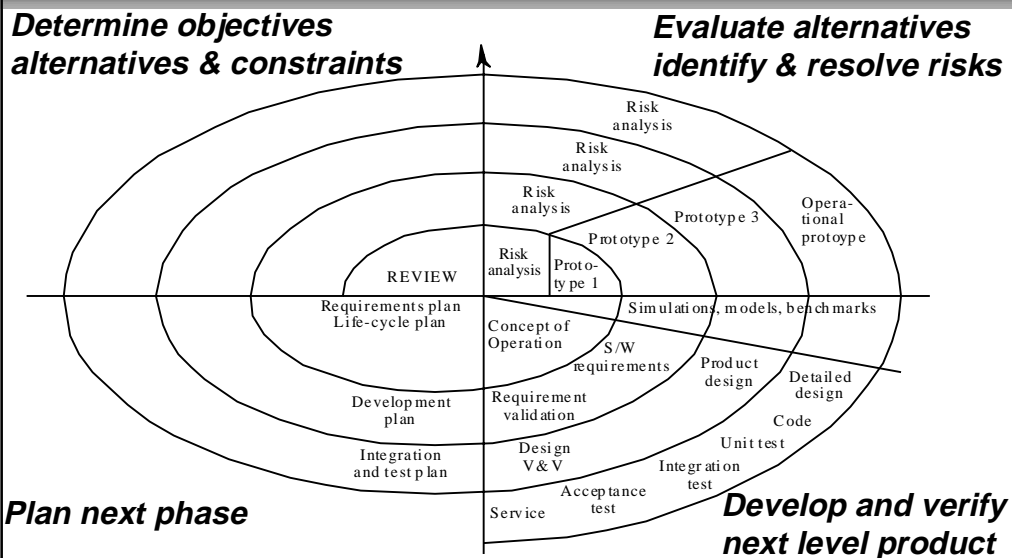 Determine objectives
alternatives & constraints
Evaluate alternatives
identify & resolve risks
Risk
analysis
Risk
analysis
Risk
analysis
Risk
analysis
REVIEW
Proto-
type 1
Prototype 2
Prototype 3
Opera-
tional
protoype
Requirements plan
Life-cycle plan
Simulations, models, benchmarks
Concept of
Operation
S/W
requirements
Product
design
Detailed
design
Development
plan
Requirement
validation
Code
Unit test
Integration
and test plan
Design
V&V
Integration
test
Acceptance
test
Service
Plan next phase
Develop and verify
next level product